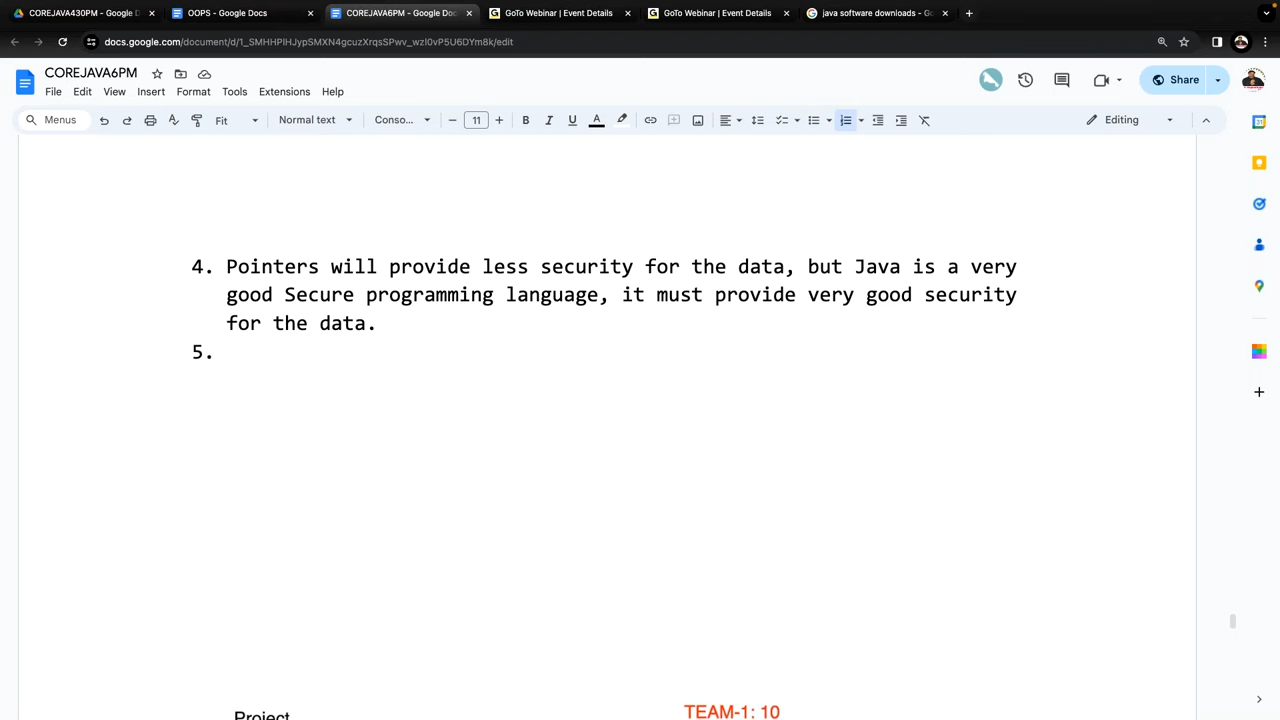 COREJAVA430PM - Google D
OOPS - Google Docs
COREJAVA6PM - Google Doc
GoTo Webinar | Event Details
GoTo Webinar | Event Details
java software downloads - Go
docs.google.com/document/d/1_SMHHPIHJypSMXN4gcuzXrqsSPwv_wzI0vP5U6DYm8k/edit
COREJAVA6PM
Share
File Edit View Insert Format Tools Extensions Help
Menus Fit Normal text Conso... 11 Editing
4. Pointers will provide less security for the data, but Java is a very
good Secure programming language, it must provide very good security
for the data.
5.
Project
TEAM-1: 10